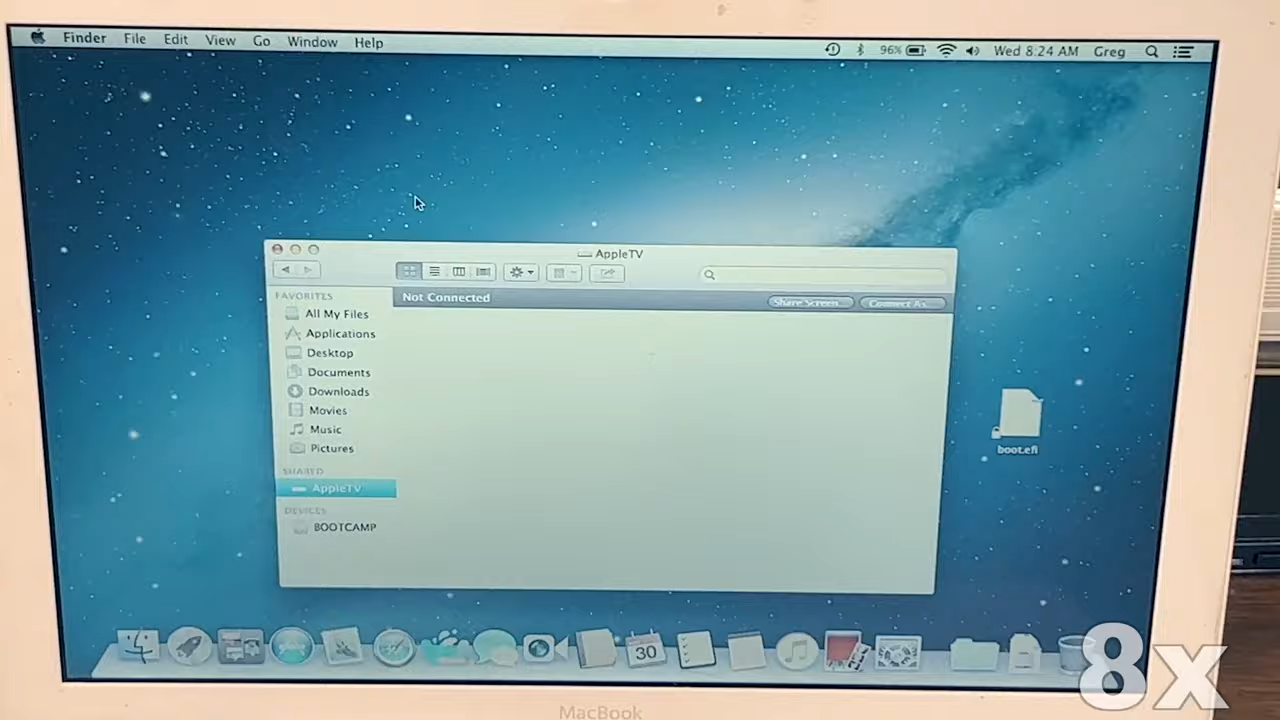 Finder File Edit View Go Window Help
96% Wed 8:24 AM Greg
AppleTV
Not Connected Share Screen... Connect As...
FAVORITES
All My Files
Applications
Desktop
Documents
Downloads
Movies
Music
Pictures
SHARED
AppleTV
DEVICES
BOOTCAMP
boot.efi
30
8x
MacBook